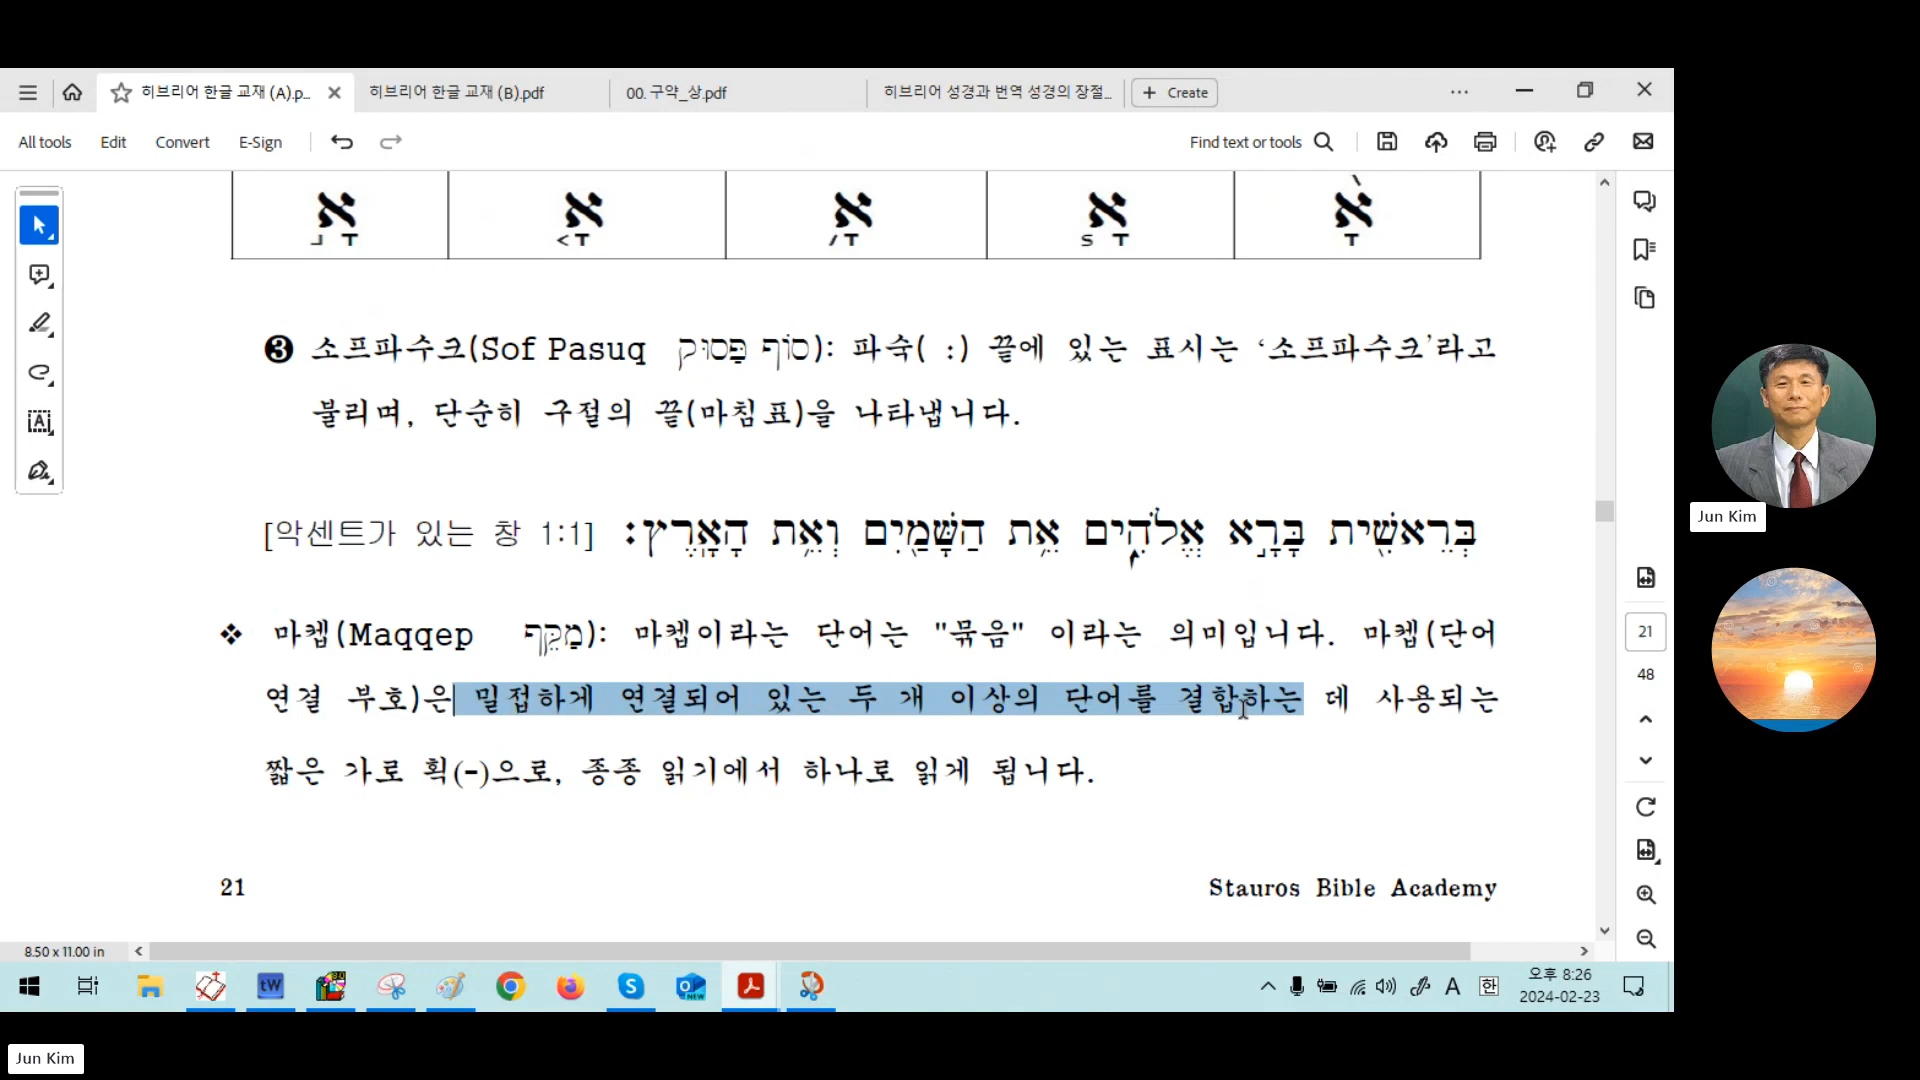 히브리어 한글 교재 (A).p...
히브리어 한글 교재 (B).pdf
00. 구약_상.pdf
히브리어 성경과 번역 성경의 장절...
+ Create
All tools
Edit
Convert
E-Sign
Find text or tools
❸ 소프파수크(Sof Pasuq סוֹף פָּסוּק): 파숙( :) 끝에 있는 표시는 ‘소프파수크’라고
불리며, 단순히 구절의 끝(마침표)을 나타냅니다.
[악센트가 있는 창 1:1] בְּרֵאשִׁ֖ית בָּרָ֣א אֱלֹהִ֑ים אֵ֥ת הַשָּׁמַ֖יִם וְאֵ֥ת הָאָֽרֶץ׃
❖ 마켑(Maqqep מַקֵּף): 마켑이라는 단어는 "묶음" 이라는 의미입니다. 마켑(단어
연결 부호)은 밀접하게 연결되어 있는 두 개 이상의 단어를 결합하는 데 사용되는
짧은 가로 획(-)으로, 종종 읽기에서 하나로 읽게 됩니다.
21
Stauros Bible Academy
8.50 x 11.00 in
21
48
Jun Kim
오후 8:26
2024-02-23
A
한
Jun Kim